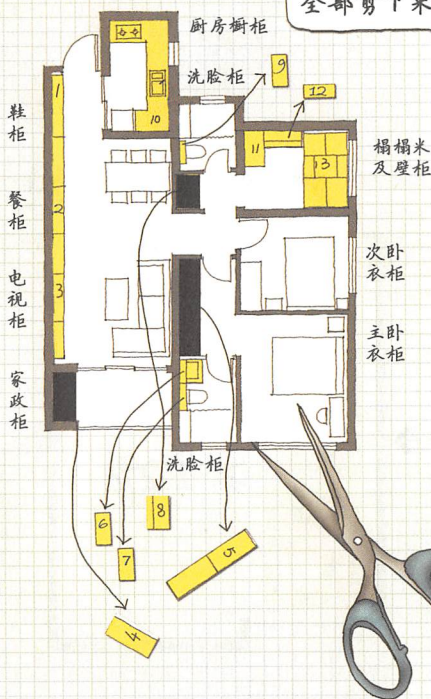 全部剪下来
厨房橱柜
洗脸柜
9
12
鞋柜
1
10
11
13
榻榻米
及壁柜
餐柜
2
次卧
衣柜
电视柜
3
主卧
衣柜
家政柜
洗脸柜
6
7
8
5
4